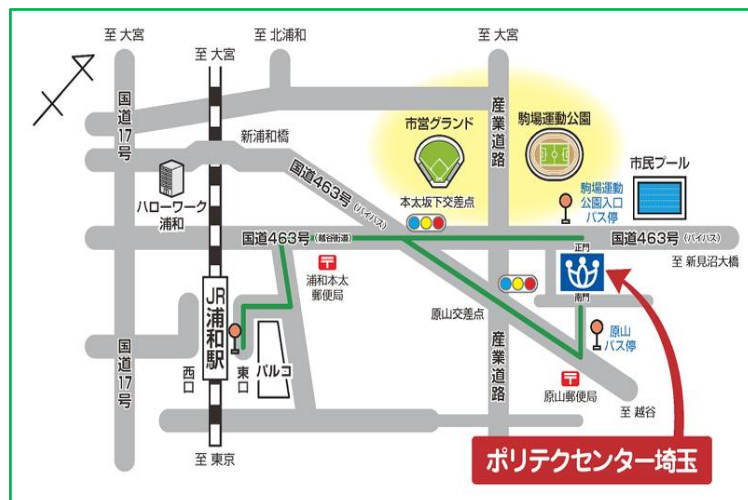 至 大宮
至 大宮
至 北浦和
至 大宮
国道17号
新浦和橋
市営グランド
産業道路
駒場運動公園
国道463号(バイパス)
本太坂下交差点
駒場運動
公園入口
バス停
市民プール
ハローワーク
浦和
国道463号(越谷街道)
正門
国道463号(バイパス)
至 新見沼大橋
浦和本太
郵便局
南門
JR浦和駅
原山交差点
原山
バス停
西口
東口
パルコ
国道17号
産業道路
原山郵便局
至 越谷
至 東京
ポリテクセンター埼玉